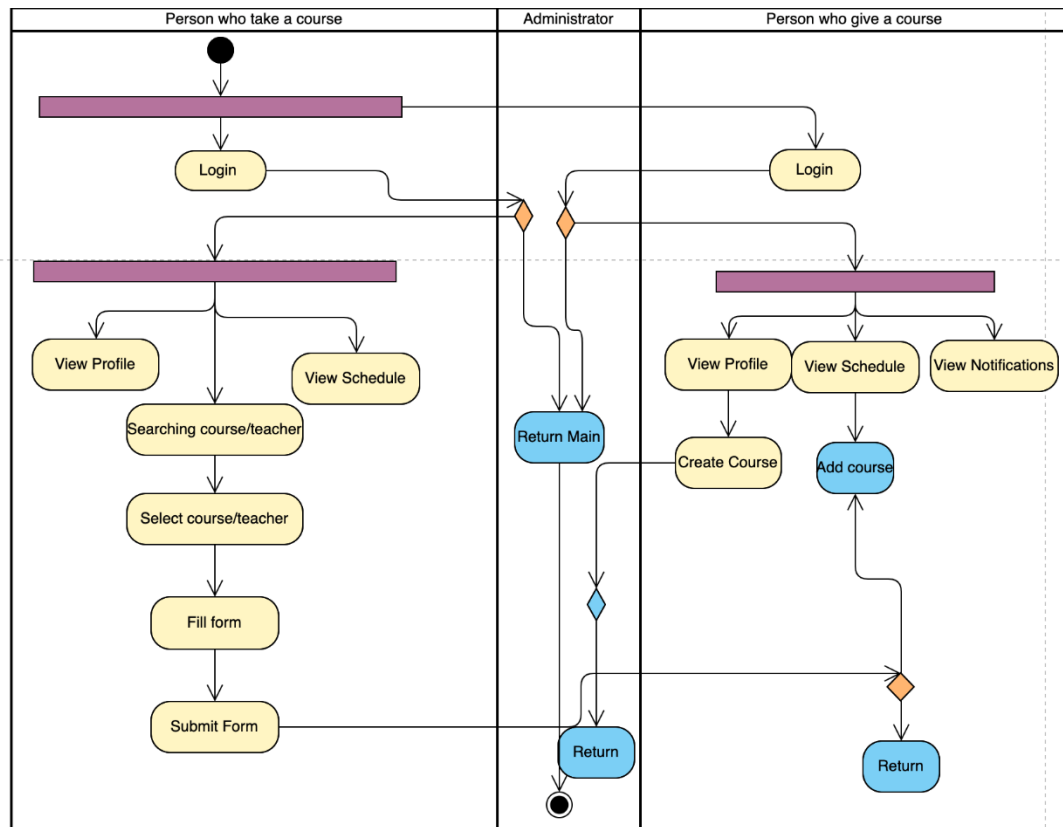 Person who take a course
Administrator
Person who give a course
Login
Login
View Profile
View Schedule
View Profile
View Schedule
View Notifications
Searching course/teacher
Return Main
Create Course
Add course
Select course/teacher
Fill form
Submit Form
Return
Return